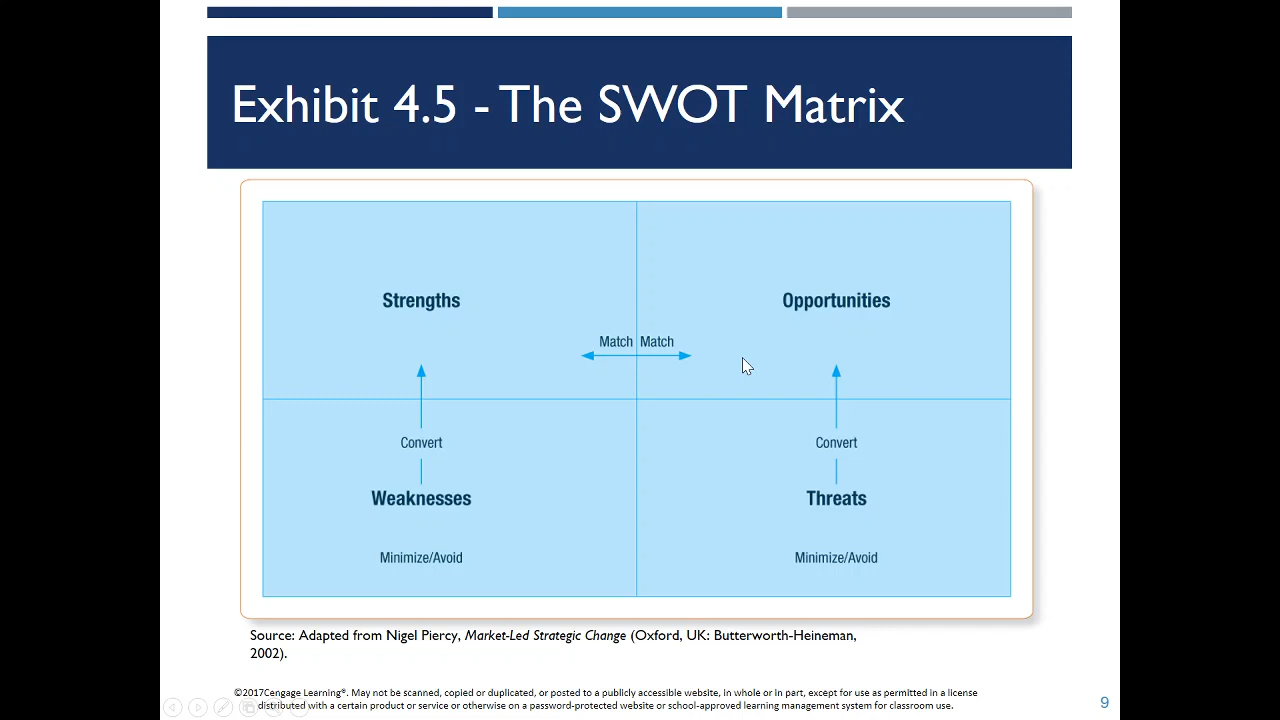 Exhibit 4.5 - The SWOT Matrix
Strengths
Opportunities
Match Match
Convert
Convert
Weaknesses
Threats
Minimize/Avoid
Minimize/Avoid
Source: Adapted from Nigel Piercy, Market-Led Strategic Change (Oxford, UK: Butterworth-Heineman,
2002).
©2017Cengage Learning®. May not be scanned, copied or duplicated, or posted to a publicly accessible website, in whole or in part, except for use as permitted in a license
distributed with a certain product or service or otherwise on a password-protected website or school-approved learning management system for classroom use.
9